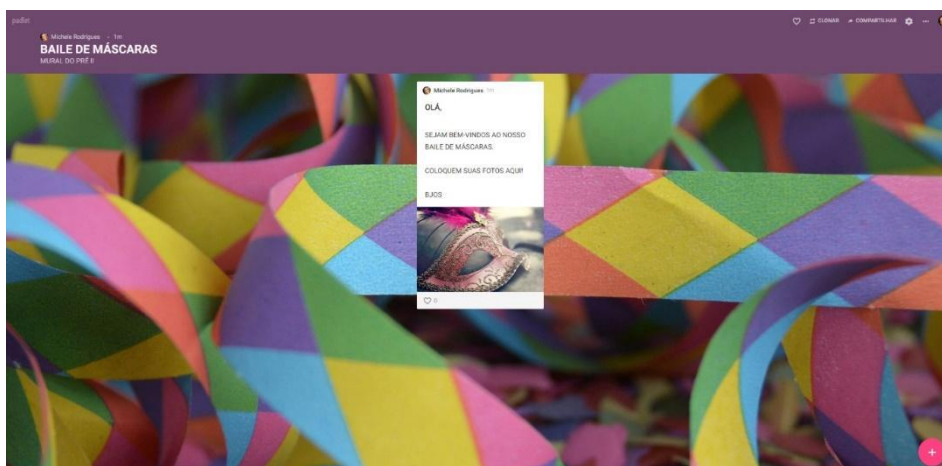 padlet
CLONAR
COMPARTILHAR
Michele Rodrigues • 1m
BAILE DE MÁSCARAS
MURAL DO PRÉ II
Michele Rodrigues 1m
OLÁ,
SEJAM BEM-VINDOS AO NOSSO
BAILE DE MÁSCARAS.
COLOQUEM SUAS FOTOS AQUI!
BJOS
0